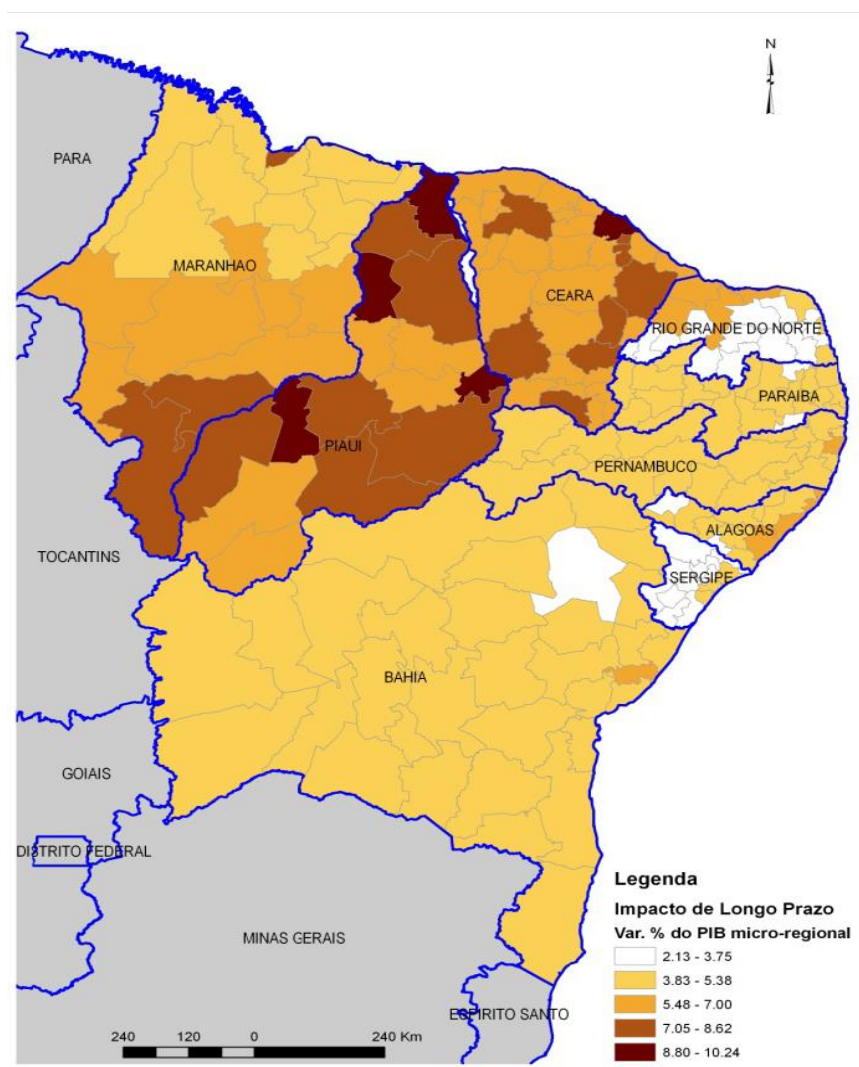 N
PARA
MARANHAO
CEARA
RIO GRANDE DO NORTE
PARAIBA
PIAUI
PERNAMBUCO
ALAGOAS
TOCANTINS
SERGIPE
BAHIA
GOIAIS
DISTRITO FEDERAL
MINAS GERAIS
ESPIRITO SANTO
Legenda
Impacto de Longo Prazo
Var. % do PIB micro-regional
2.13 - 3.75
3.83 - 5.38
5.48 - 7.00
7.05 - 8.62
8.80 - 10.24
240 120 0 240 Km